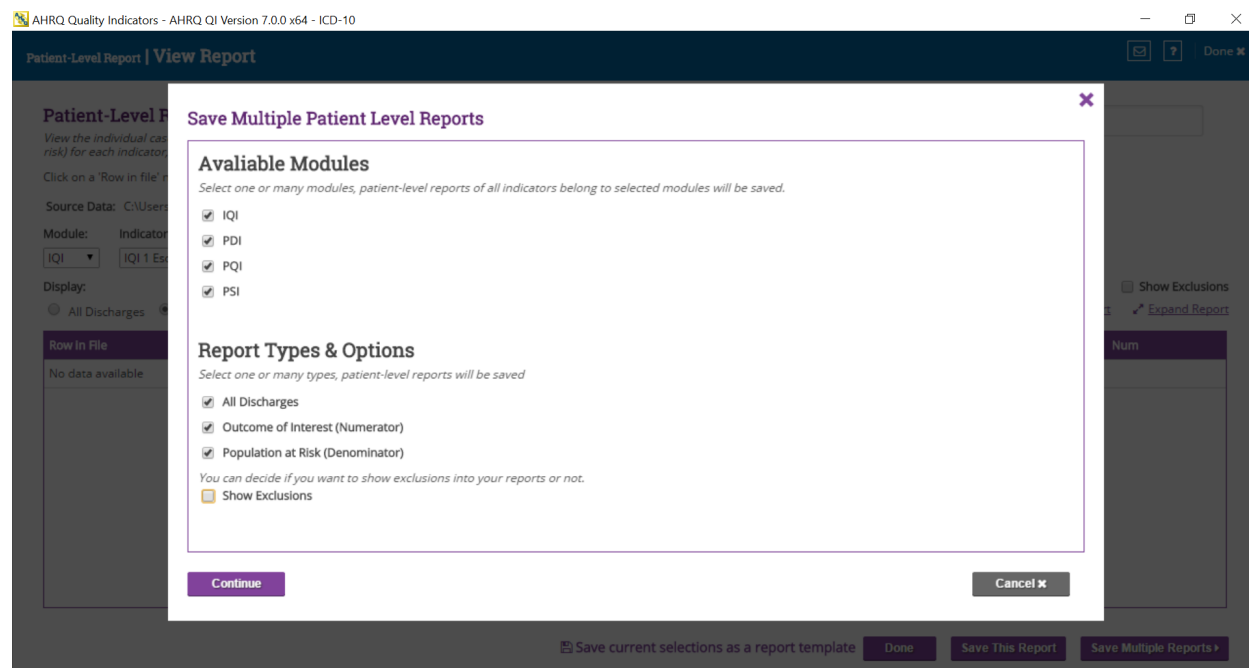 AHRQ Quality Indicators - AHRQ QI Version 7.0.0 x64 - ICD-10
Patient-Level Report | View Report
? Done ✖
Patient-Level R
View the individual cas
risk) for each indicator,
Click on a 'Row in file' n
Source Data: C:\Users
Module: Indicator
IQI ▼ IQI 1 Eso
Display:
All Discharges
Show Exclusions
Expand Report
Row In File
Num
No data available
Save Multiple Patient Level Reports
Avaliable Modules
Select one or many modules, patient-level reports of all indicators belong to selected modules will be saved.
IQI
PDI
PQI
PSI
Report Types & Options
Select one or many types, patient-level reports will be saved
All Discharges
Outcome of Interest (Numerator)
Population at Risk (Denominator)
You can decide if you want to show exclusions into your reports or not.
Show Exclusions
Continue
Cancel ✖
Save current selections as a report template
Done
Save This Report
Save Multiple Reports